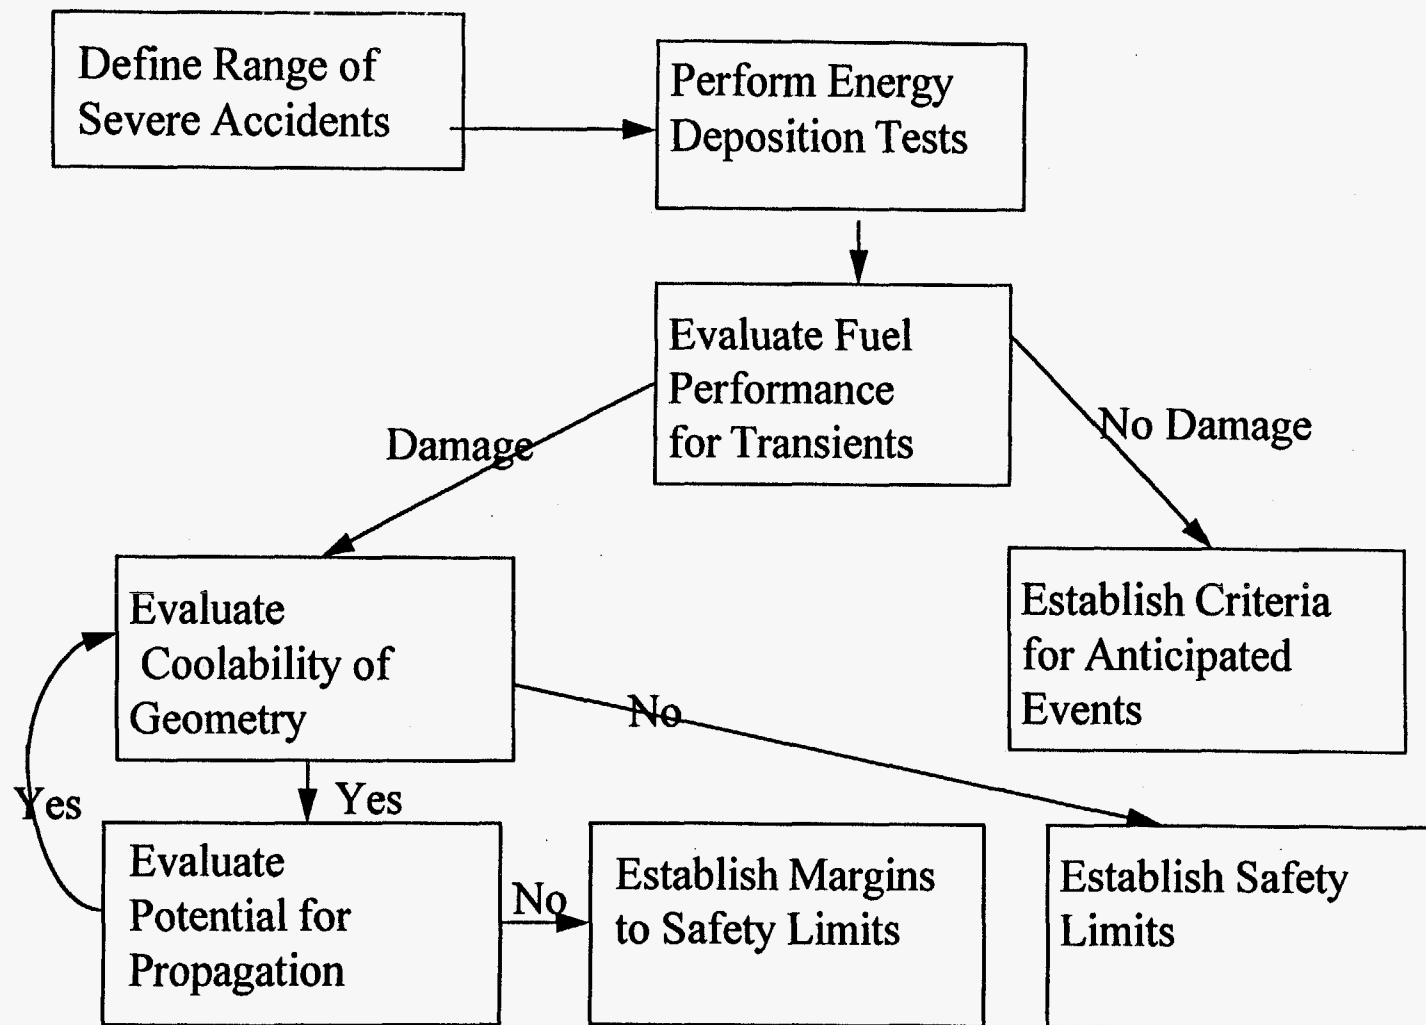 Define Range of
Severe Accidents
Perform Energy
Deposition Tests
Evaluate Fuel
Performance
for Transients
Damage
No Damage
Evaluate
Coolability of
Geometry
Establish Criteria
for Anticipated
Events
No
Yes
Yes
Evaluate
Potential for
Propagation
No
Establish Margins
to Safety Limits
Establish Safety
Limits